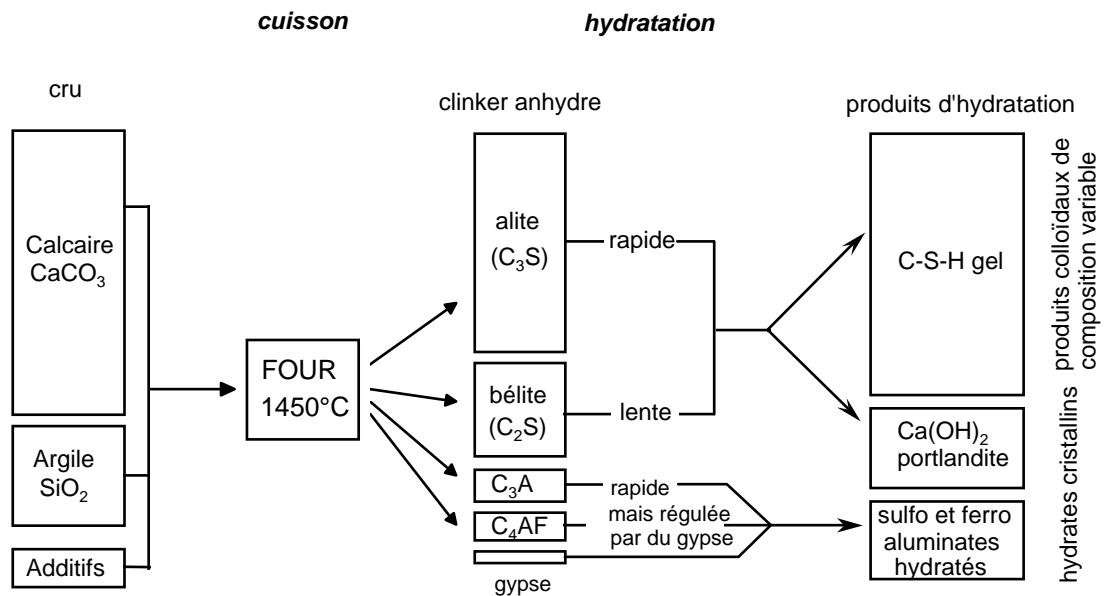 cuisson
hydratation
cru
clinker anhydre
produits d'hydratation
Calcaire
CaCO₃
Argile
SiO₂
Additifs
FOUR
1450°C
alite
(C₃S)
rapide
bélite
(C₂S)
lente
C₃A
rapide
C₄AF
mais régulée
par du gypse
gypse
C-S-H gel
Ca(OH)₂
portlandite
sulfo et ferro
aluminates
hydratés
produits colloïdaux de
composition variable
hydrates cristallins